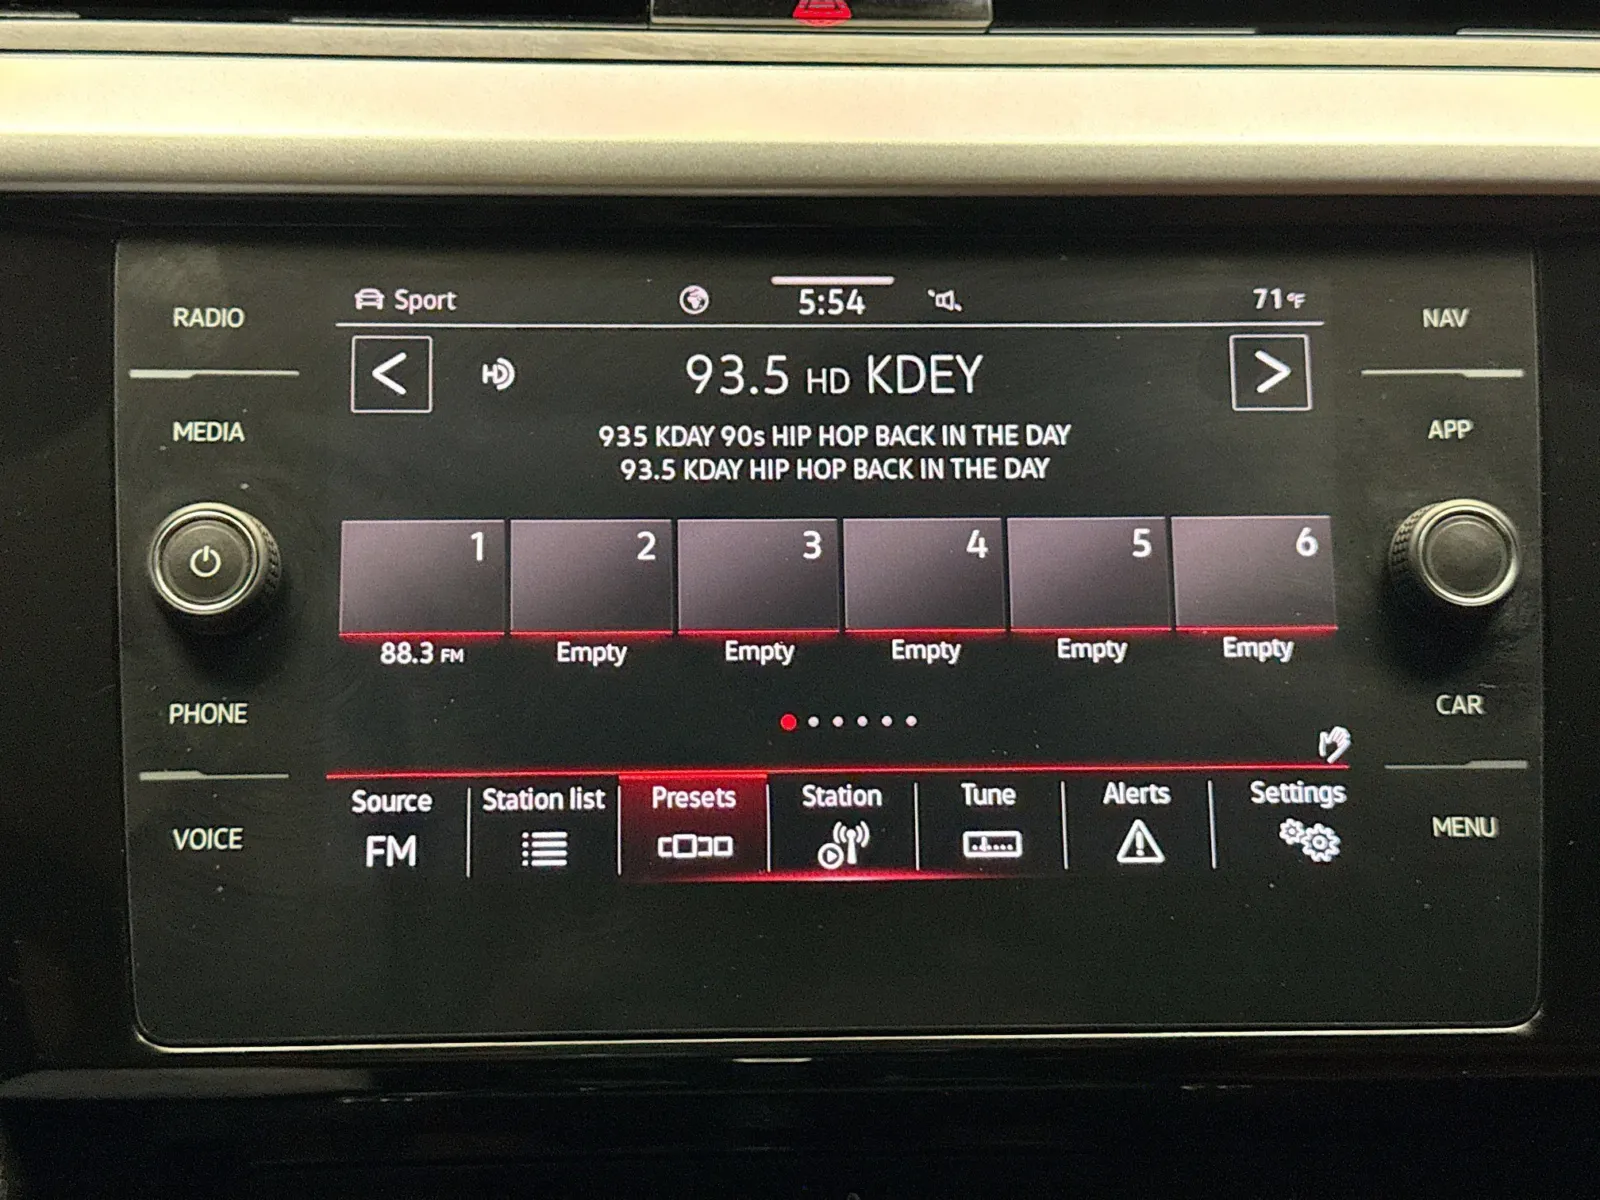 RADIO
MEDIA
PHONE
VOICE
Sport
5:54
71°F
HD
93.5 HD KDEY
935 KDAY 90s HIP HOP BACK IN THE DAY
93.5 KDAY HIP HOP BACK IN THE DAY
1 2 3 4 5 6
88.3 FM Empty Empty Empty Empty Empty
Source Station list Presets Station Tune Alerts Settings
FM
NAV
APP
CAR
MENU